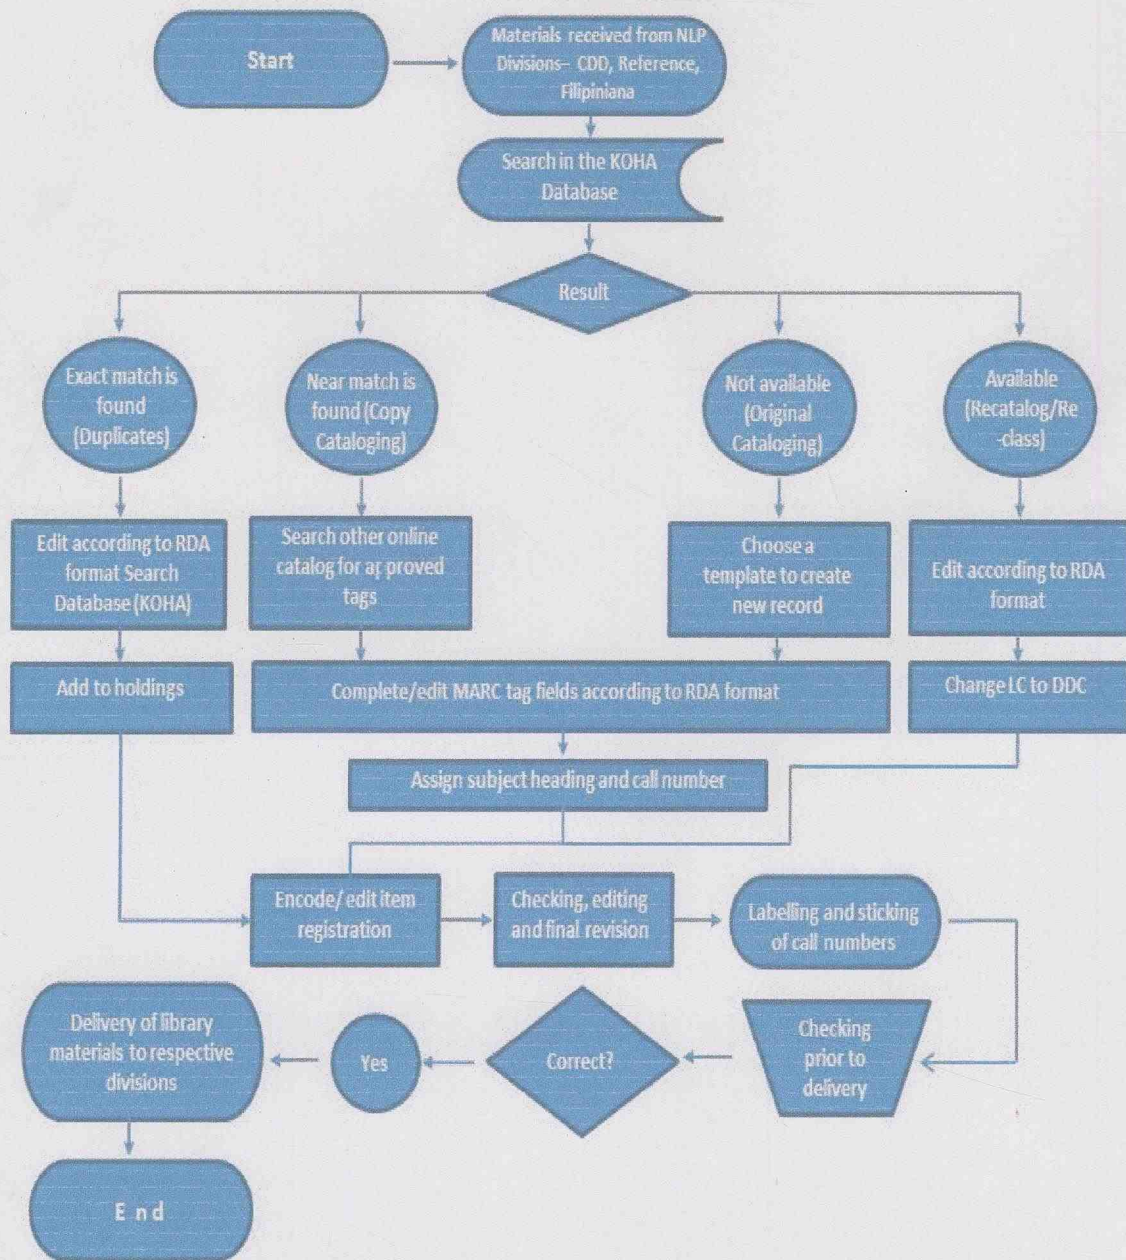 Start
Materials received from NLP
Divisions– CDD, Reference,
Filipiniana
Search in the KOHA
Database
Result
Exact match is
found
(Duplicates)
Near match is
found (Copy
Cataloging)
Not available
(Original
Cataloging)
Available
(Recatalog/Re
-class)
Edit according to RDA
format Search
Database (KOHA)
Search other online
catalog for approved
tags
Choose a
template to create
new record
Edit according to RDA
format
Add to holdings
Complete/edit MARC tag fields according to RDA format
Change LC to DDC
Assign subject heading and call number
Encode/ edit item
registration
Checking, editing
and final revision
Labelling and sticking
of call numbers
Delivery of library
materials to respective
divisions
Yes
Correct?
Checking
prior to
delivery
E n d